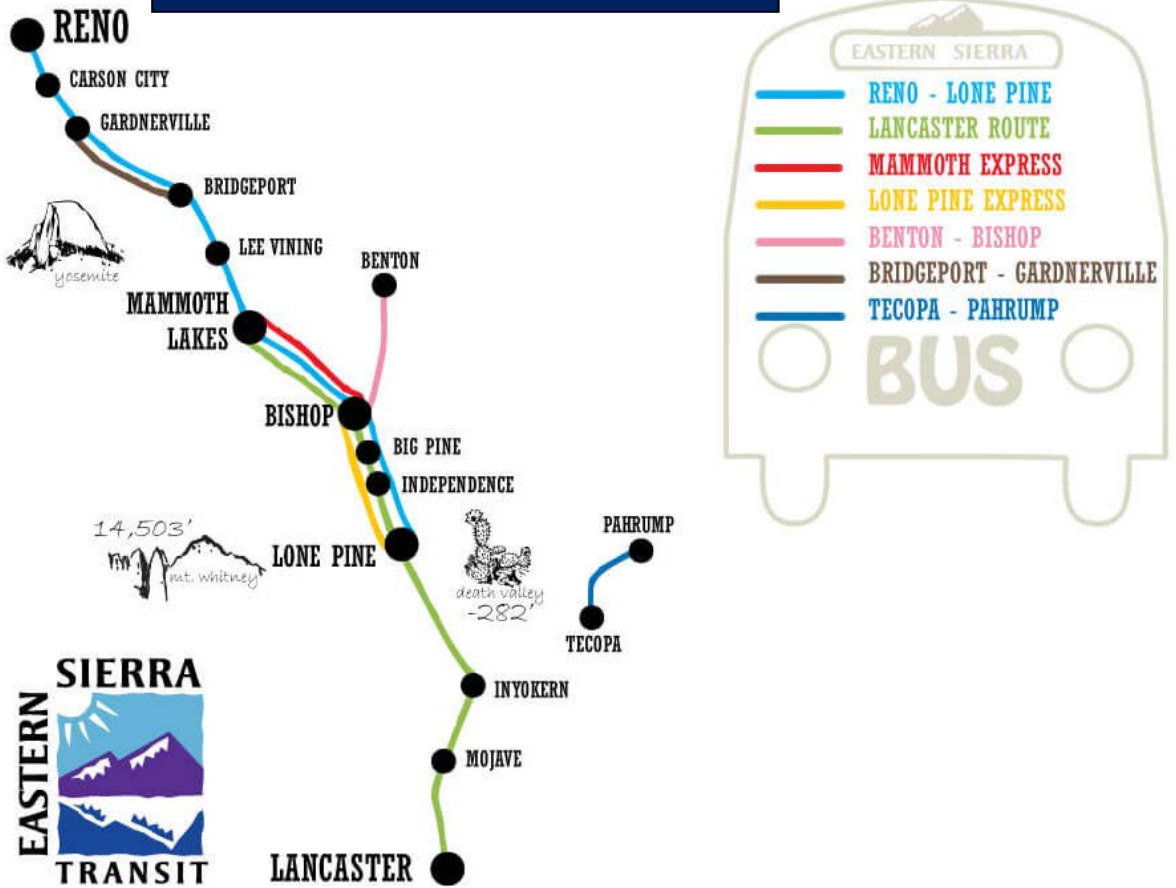 RENO
CARSON CITY
GARDNERVILLE
BRIDGEPORT
yosemite
LEE VINING
BENTON
MAMMOTH
LAKES
BISHOP
BIG PINE
INDEPENDENCE
14,503'
mt. whitney
LONE PINE
death valley
-282'
PAHRUMP
TECOPA
INYOKERN
MOJAVE
LANCASTER
EASTERN SIERRA
RENO - LONE PINE
LANCASTER ROUTE
MAMMOTH EXPRESS
LONE PINE EXPRESS
BENTON - BISHOP
BRIDGEPORT - GARDNERVILLE
TECOPA - PAHRUMP
BUS
EASTERN
SIERRA
TRANSIT